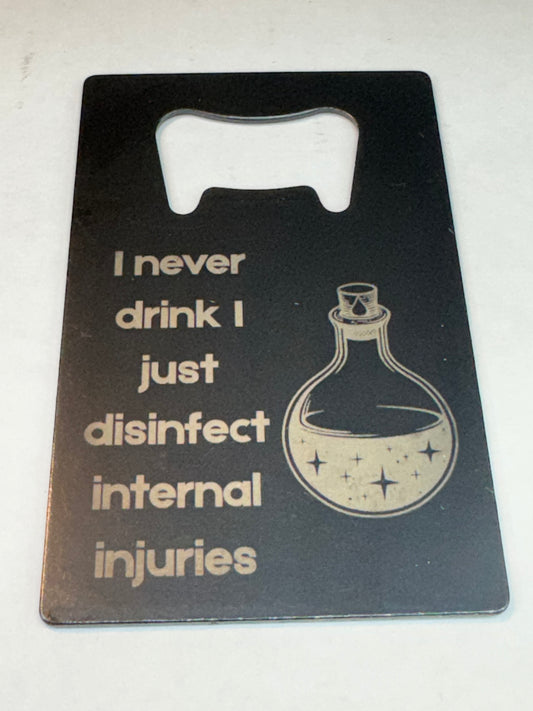 I never
drink I
just
disinfect
internal
injuries